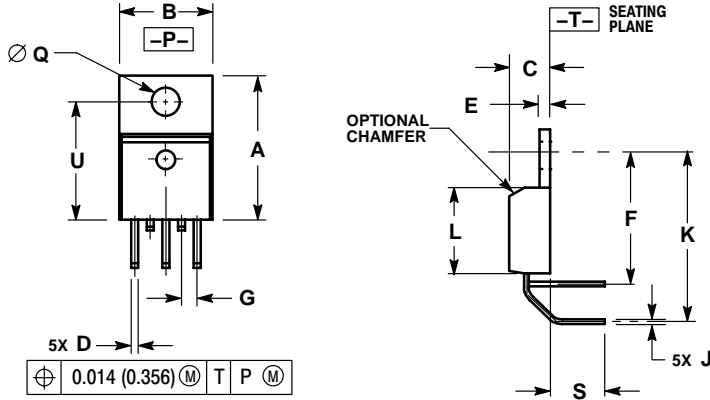 B
–P–
Ø Q
U
A
G
5X D
⌖ 0.014 (0.356) Ⓜ T P Ⓜ
–T– SEATING
PLANE
C
E
OPTIONAL
CHAMFER
L
F
K
5X J
S